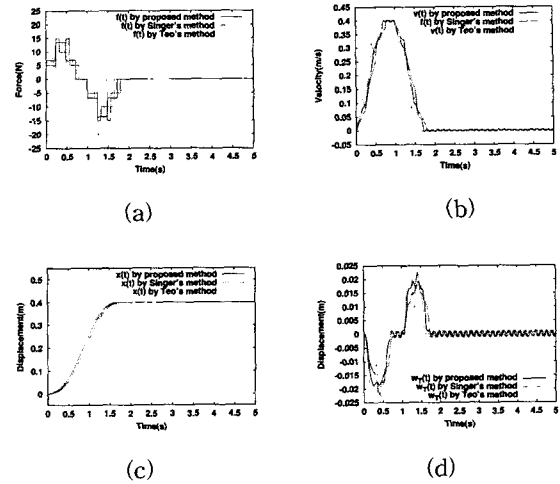 f(t) by proposed method
f(t) by Singer's method
f(t) by Teo's method
Force(N)
25
20
15
10
5
0
-5
-10
-15
-20
-25
0 0.5 1 1.5 2 2.5 3 3.5 4 4.5 5
Time(s)
(a)
v(t) by proposed method
f(t) by Singer's method
v(t) by Teo's method
Velocity(m/s)
0.45
0.4
0.35
0.3
0.25
0.2
0.15
0.1
0.05
0
-0.05
0 0.5 1 1.5 2 2.5 3 3.5 4 4.5 5
Time(s)
(b)
x(t) by proposed method
x(t) by Singer's method
x(t) by Teo's method
Displacement(m)
0.5
0.4
0.3
0.2
0.1
0
0 0.5 1 1.5 2 2.5 3 3.5 4 4.5 5
Time(s)
(c)
Displacement(m)
0.025
0.02
0.015
0.01
0.005
0
-0.005
-0.01
-0.015
-0.02
-0.025
wT(t) by proposed method
wT(t) by Singer's method
wT(t) by Teo's method
0 0.5 1 1.5 2 2.5 3 3.5 4 4.5 5
Time(s)
(d)